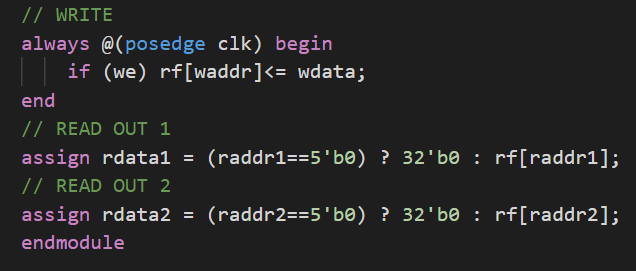 // WRITE
always @(posedge clk) begin
    if (we) rf[waddr]<= wdata;
end
// READ OUT 1
assign rdata1 = (raddr1==5'b0) ? 32'b0 : rf[raddr1];
// READ OUT 2
assign rdata2 = (raddr2==5'b0) ? 32'b0 : rf[raddr2];
endmodule